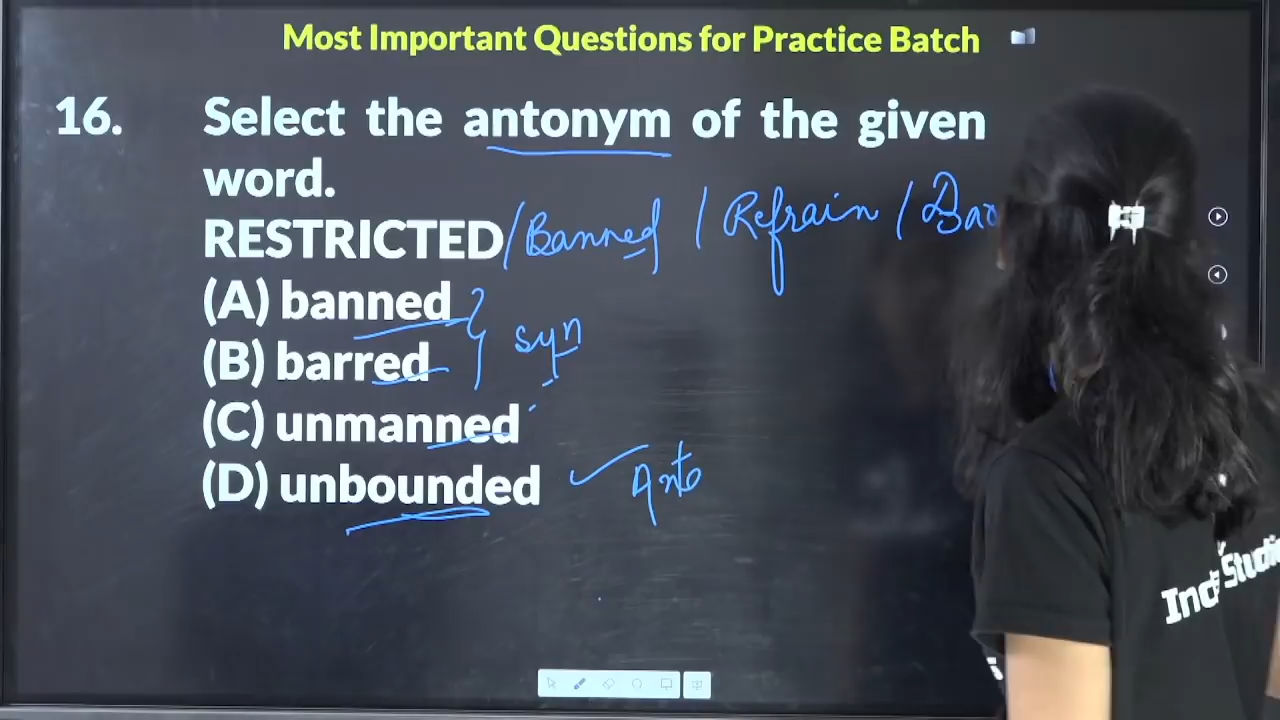 Most Important Questions for Practice Batch
16. Select the antonym of the given
word.
RESTRICTED / Banned / Refrain /
(A) banned
(B) barred } syn
(C) unmanned
(D) unbounded ✓ Anto
Studio